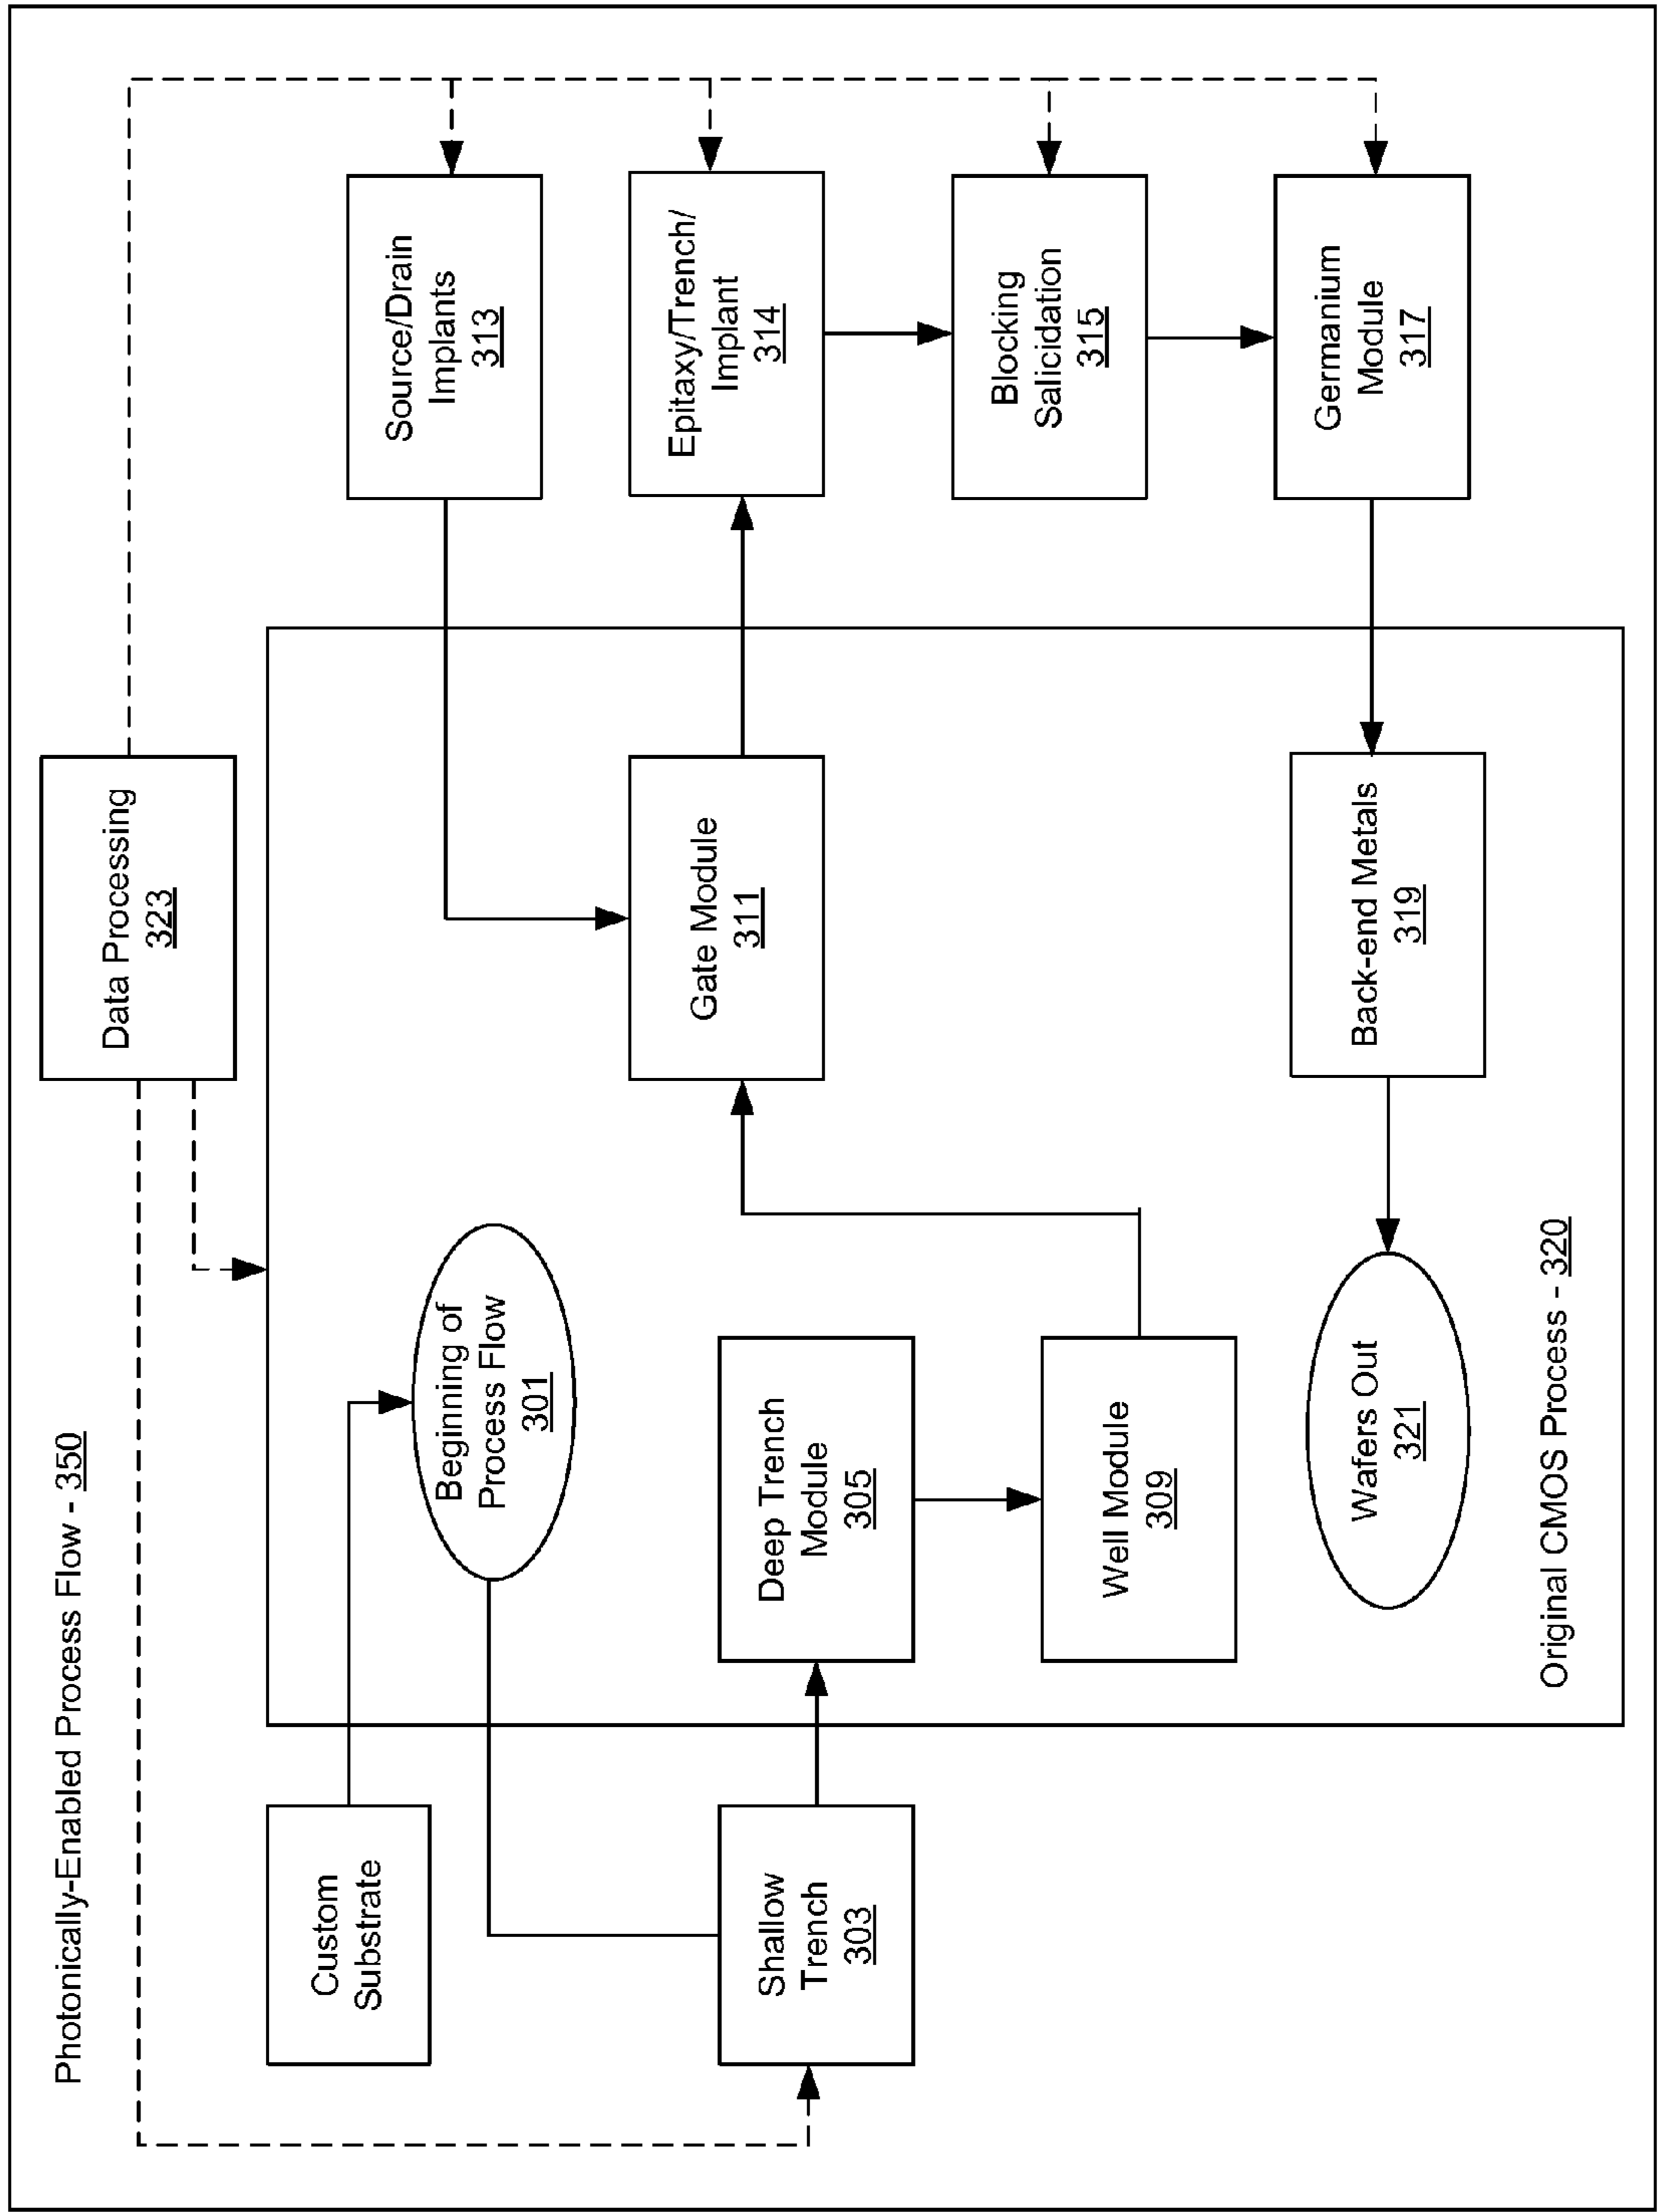 Photonically-Enabled Process Flow - 350
Data Processing
323
Custom
Substrate
Beginning of
Process Flow
301
Source/Drain
Implants
313
Shallow
Trench
303
Deep Trench
Module
305
Gate Module
311
Epitaxy/Trench/
Implant
314
Well Module
309
Blocking
Salicidation
315
Wafers Out
321
Back-end Metals
319
Germanium
Module
317
Original CMOS Process - 320